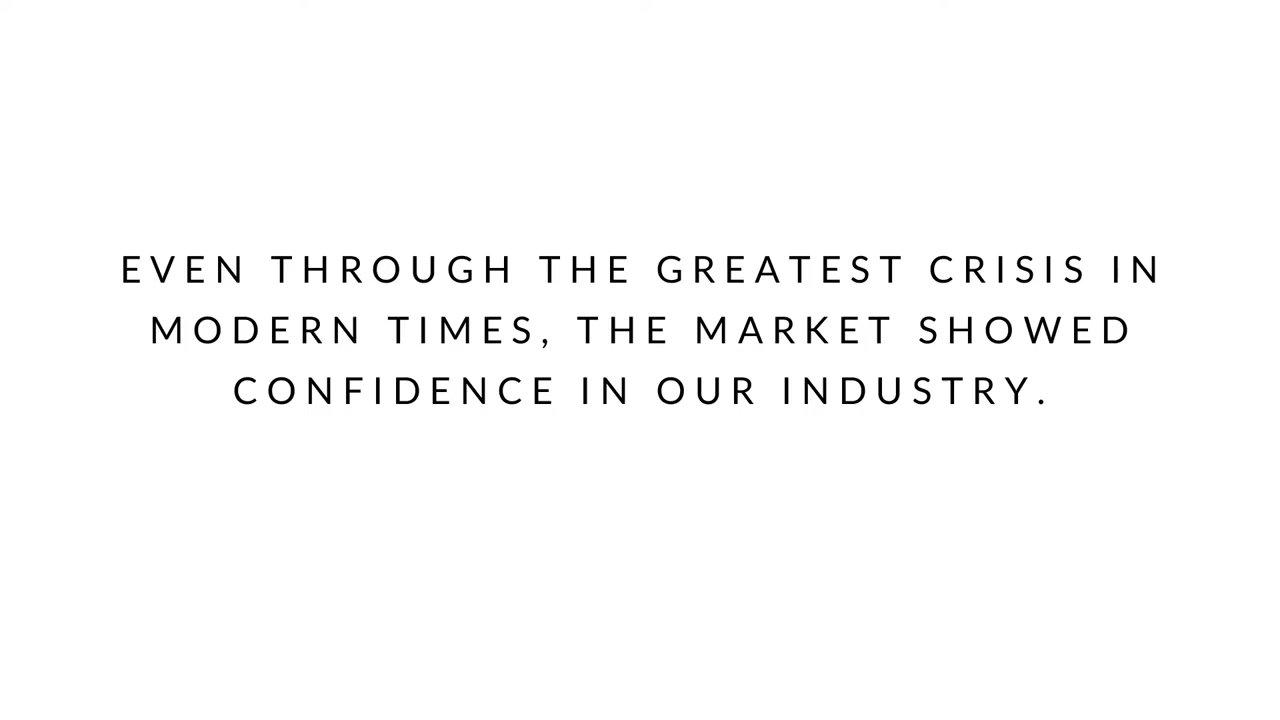 EVEN THROUGH THE GREATEST CRISIS IN
MODERN TIMES, THE MARKET SHOWED
CONFIDENCE IN OUR INDUSTRY.